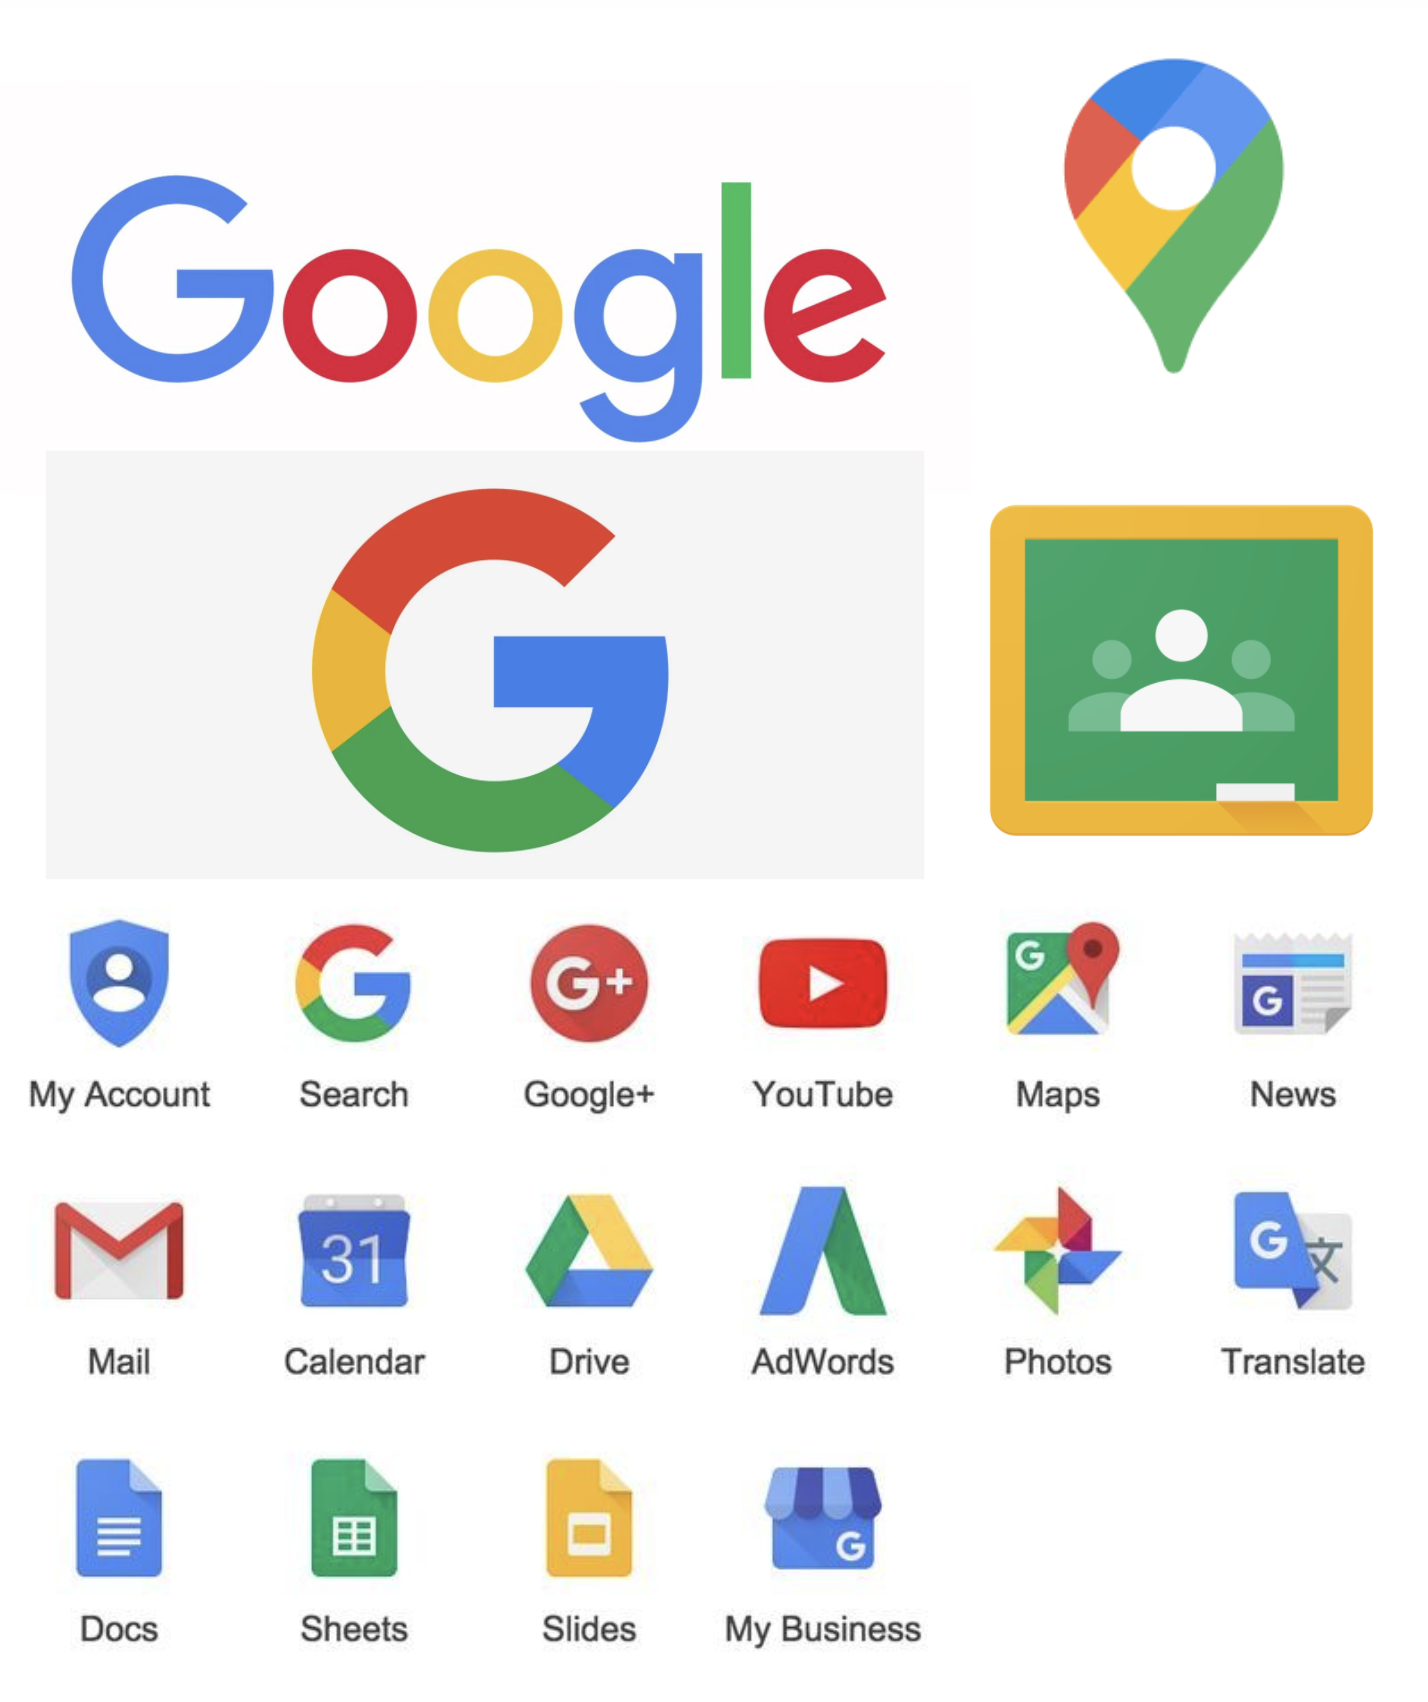 Google
G
G
G+
G
G
My Account Search Google+ YouTube Maps News
31
G 文
Mail Calendar Drive AdWords Photos Translate
G
Docs Sheets Slides My Business